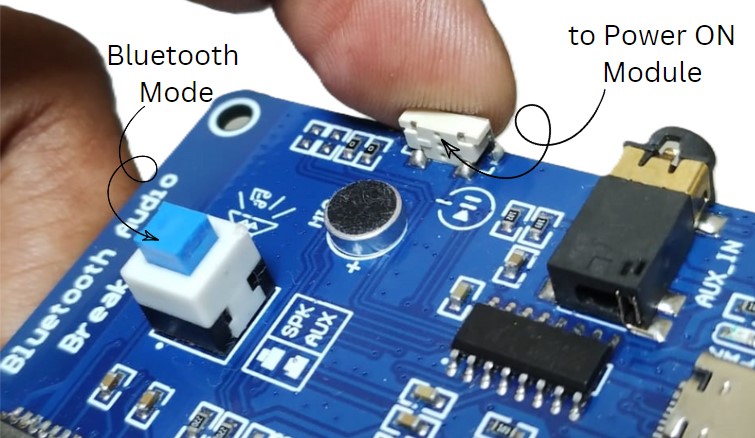 Bluetooth
Mode
to Power ON
Module
Bluetooth Audio
Break
SPK
AUX
AUX_IN